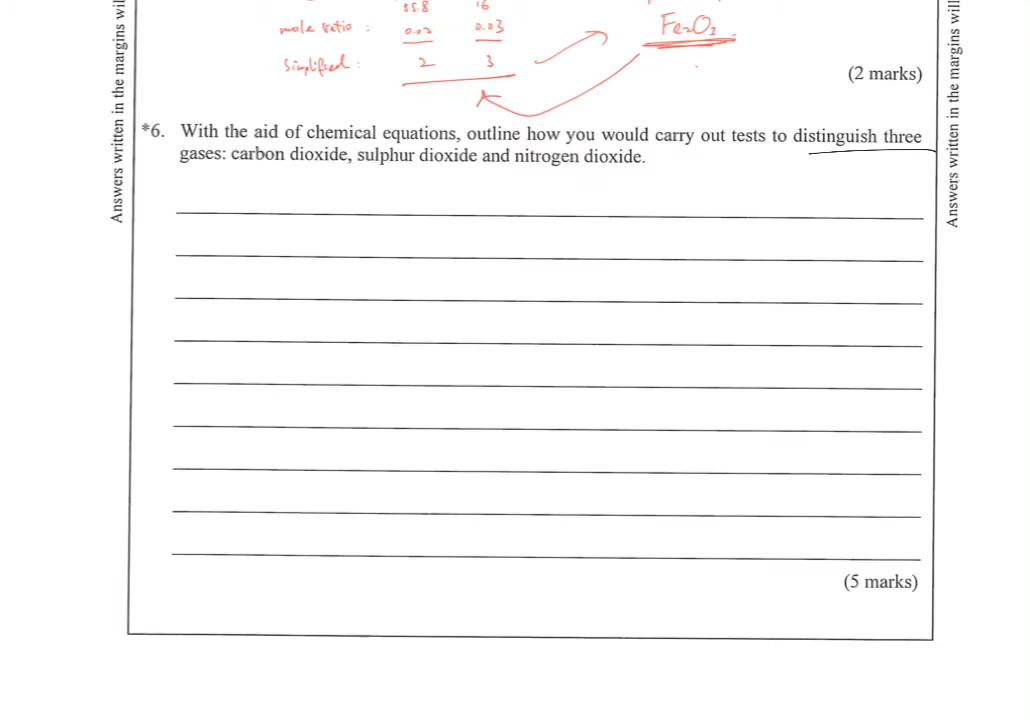 55.8 16
mole ratio : 0.02 0.03 Fe2O3
Simplified : 2 3
(2 marks)
*6. With the aid of chemical equations, outline how you would carry out tests to distinguish three
gases: carbon dioxide, sulphur dioxide and nitrogen dioxide.
(5 marks)
Answers written in the margins wil
Answers written in the margins will